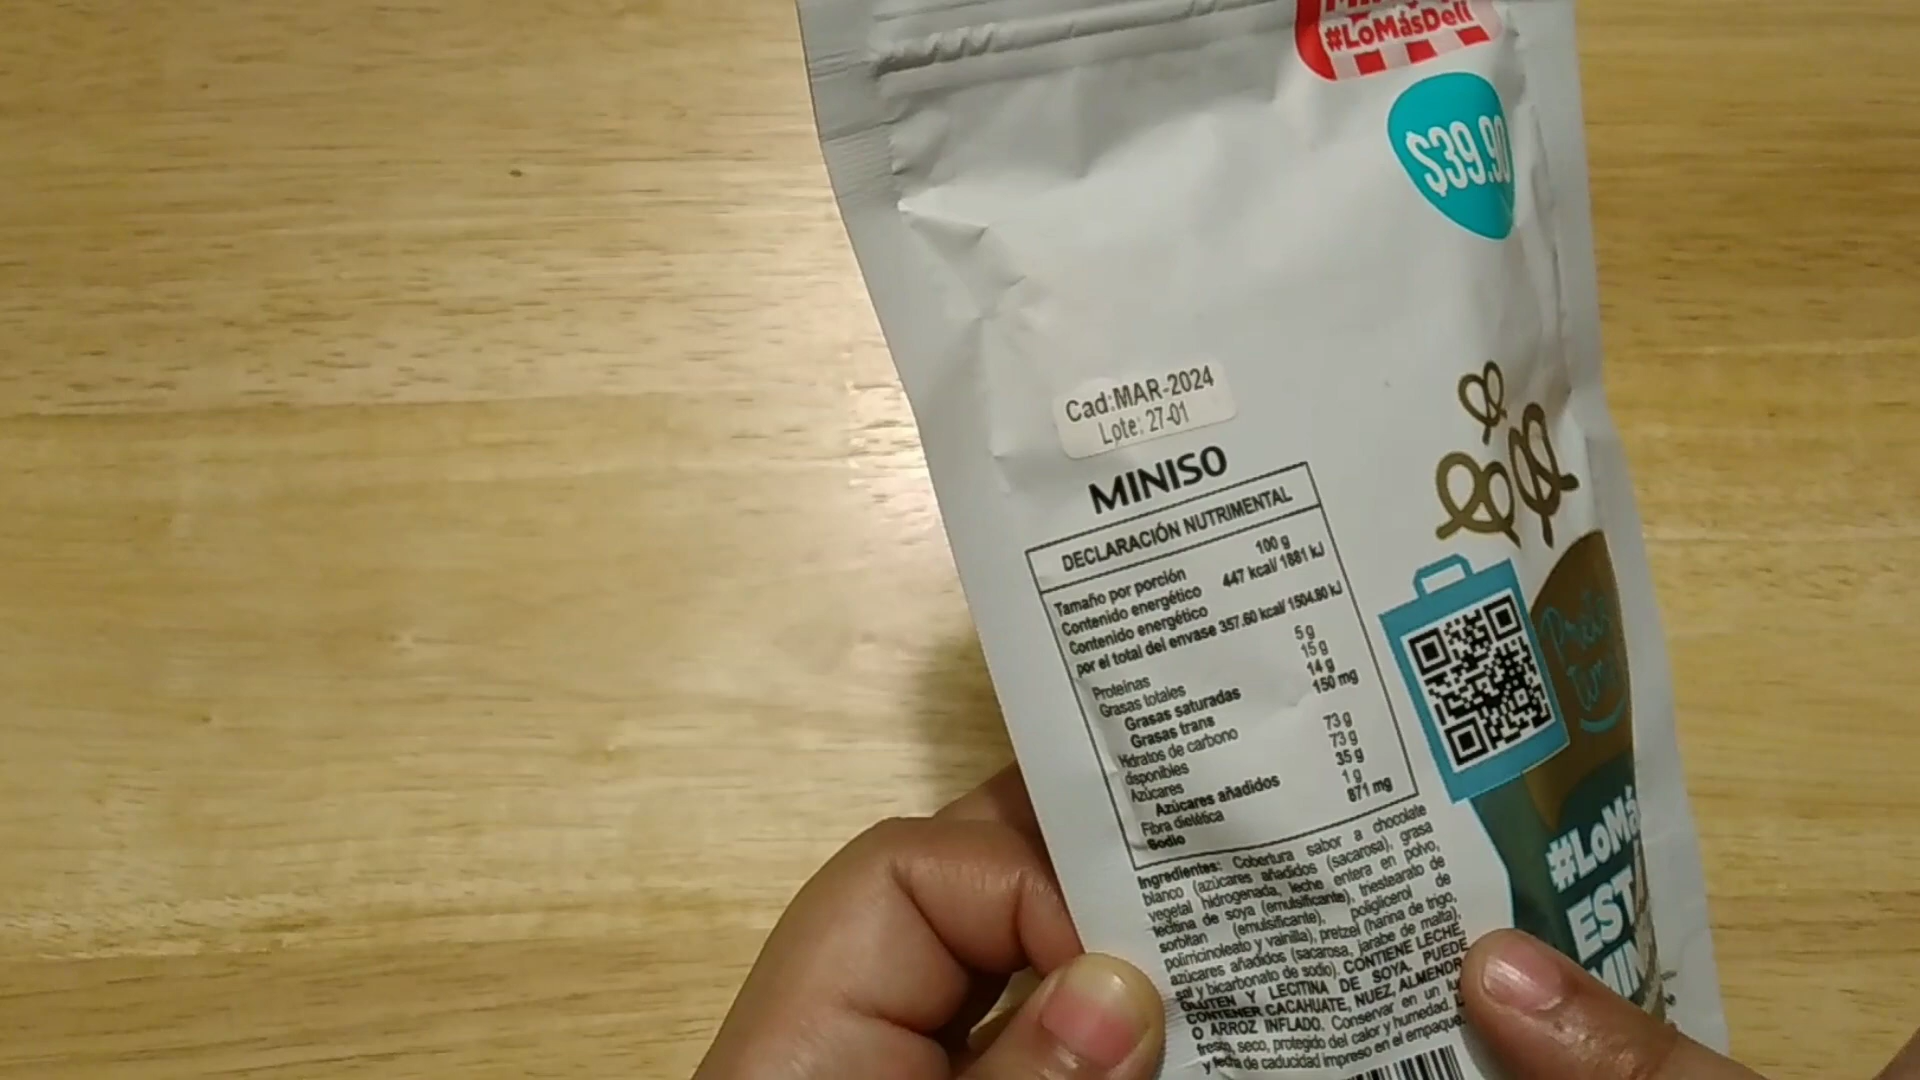 #LoMásDeli
$39.90
Cad:MAR-2024
Lote: 27-01
MINISO
DECLARACIÓN NUTRIMENTAL
Tamaño por porción 100 g
Contenido energético 447 kcal/ 1881 kJ
Contenido energético
por el total del envase 357.60 kcal/ 1504.80 kJ
Proteínas 5 g
Grasas totales 15 g
Grasas saturadas 14 g
Grasas trans 150 mg
Hidratos de carbono
disponibles 73 g
Azúcares 73 g
Azúcares añadidos 35 g
Fibra dietética 1 g
Sodio 871 mg
Ingredientes: Cobertura sabor a chocolate
blanco (azúcares añadidos (sacarosa), grasa
vegetal hidrogenada, leche entera en polvo,
lecitina de soya (emulsificante), triestearato de
sorbitan (emulsificante), poliglicerol de
poliricinoleato y vainilla), pretzel (harina de trigo,
azúcares añadidos (sacarosa, jarabe de malta),
sal y bicarbonato de sodio). CONTIENE LECHE,
GLUTEN Y LECITINA DE SOYA. PUEDE
CONTENER CACAHUATE, NUEZ, ALMENDR
O ARROZ INFLADO. Conservar en un lu
fresco, seco, protegido del calor y humedad. L
y fecha de caducidad impreso en el empaque.
#LoMá
EST
MIN